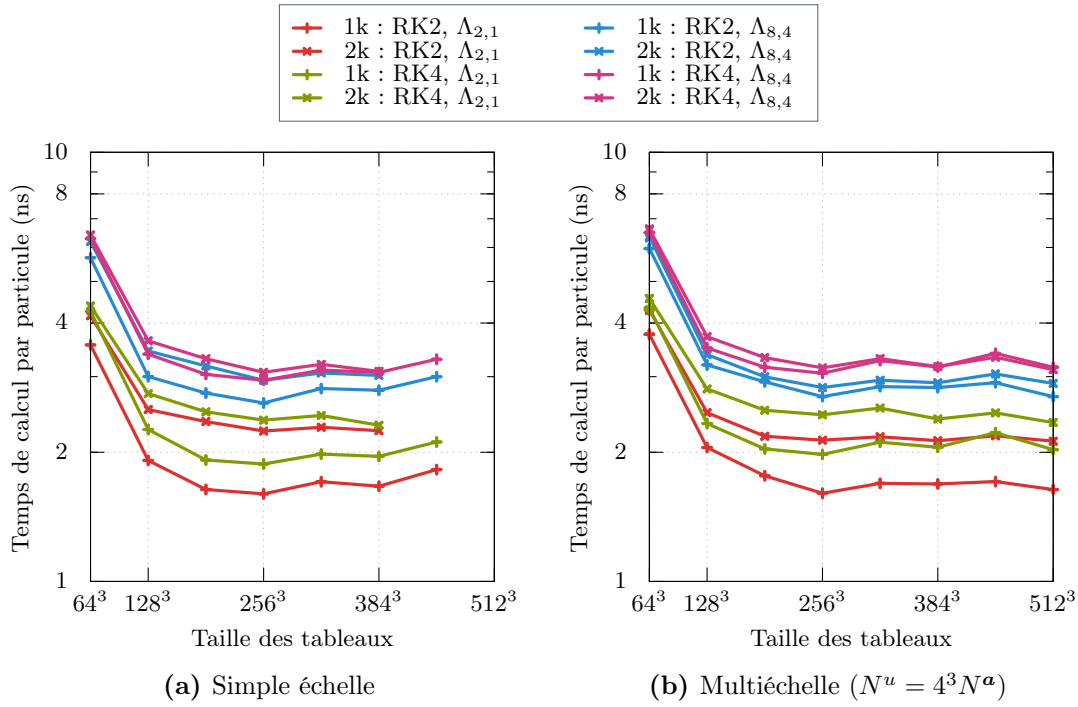 1k : RK2, Λ2,1
2k : RK2, Λ2,1
1k : RK4, Λ2,1
2k : RK4, Λ2,1
1k : RK2, Λ8,4
2k : RK2, Λ8,4
1k : RK4, Λ8,4
2k : RK4, Λ8,4
Temps de calcul par particule (ns)
10
8
4
2
1
64³ 128³ 256³ 384³ 512³
Taille des tableaux
(a) Simple échelle
Temps de calcul par particule (ns)
10
8
4
2
1
64³ 128³ 256³ 384³ 512³
Taille des tableaux
(b) Multiéchelle (Nᵘ = 4³Nᵃ)